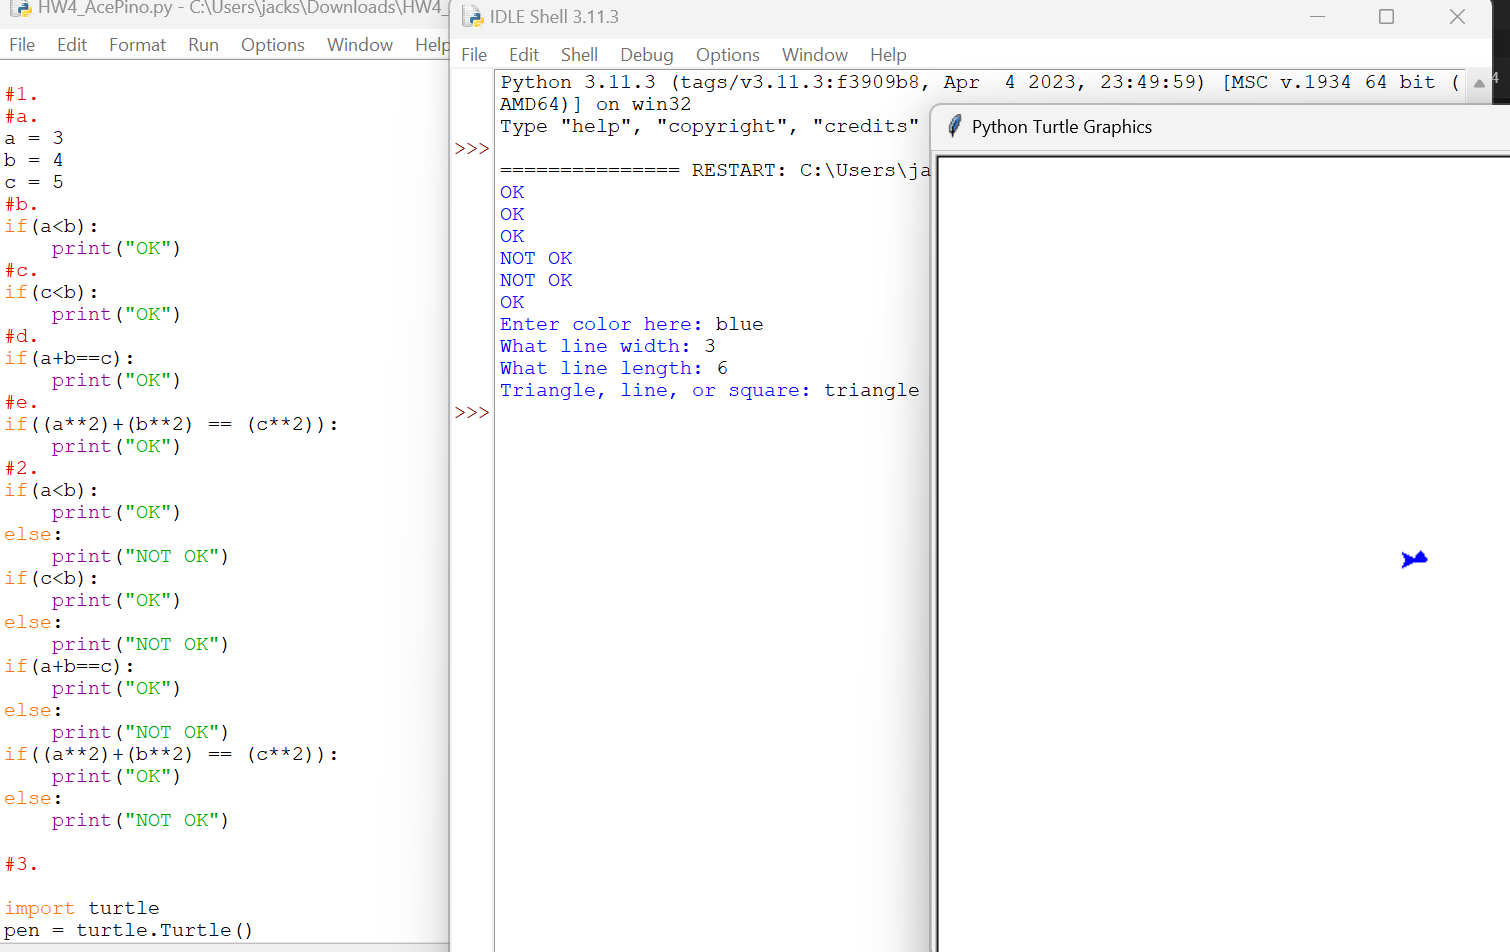 HW4_AcePino.py - C:\Users\jacks\Downloads\HW4_
File Edit Format Run Options Window Help
#1.
#a.
a = 3
b = 4
c = 5
#b.
if(a<b):
    print("OK")
#c.
if(c<b):
    print("OK")
#d.
if(a+b==c):
    print("OK")
#e.
if((a**2)+(b**2) == (c**2)):
    print("OK")
#2.
if(a<b):
    print("OK")
else:
    print("NOT OK")
if(c<b):
    print("OK")
else:
    print("NOT OK")
if(a+b==c):
    print("OK")
else:
    print("NOT OK")
if((a**2)+(b**2) == (c**2)):
    print("OK")
else:
    print("NOT OK")
#3.
import turtle
pen = turtle.Turtle()
IDLE Shell 3.11.3
File Edit Shell Debug Options Window Help
Python 3.11.3 (tags/v3.11.3:f3909b8, Apr  4 2023, 23:49:59) [MSC v.1934 64 bit (
AMD64)] on win32
Type "help", "copyright", "credits"
>>>
=============== RESTART: C:\Users\ja
OK
OK
OK
NOT OK
NOT OK
OK
Enter color here: blue
What line width: 3
What line length: 6
Triangle, line, or square: triangle
>>>
Python Turtle Graphics
4